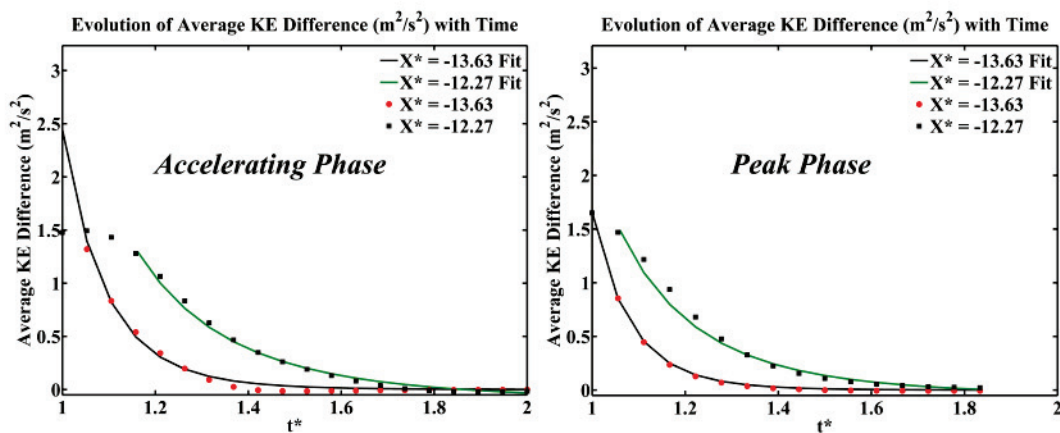 Evolution of Average KE Difference (m²/s²) with Time
3
2.5
2
1.5
1
0.5
0
Average KE Difference (m²/s²)
X* = -13.63 Fit
X* = -12.27 Fit
X* = -13.63
X* = -12.27
Accelerating Phase
1 1.2 1.4 1.6 1.8 2
t*
Evolution of Average KE Difference (m²/s²) with Time
3
2.5
2
1.5
1
0.5
0
Average KE Difference (m²/s²)
X* = -13.63 Fit
X* = -12.27 Fit
X* = -13.63
X* = -12.27
Peak Phase
1 1.2 1.4 1.6 1.8 2
t*